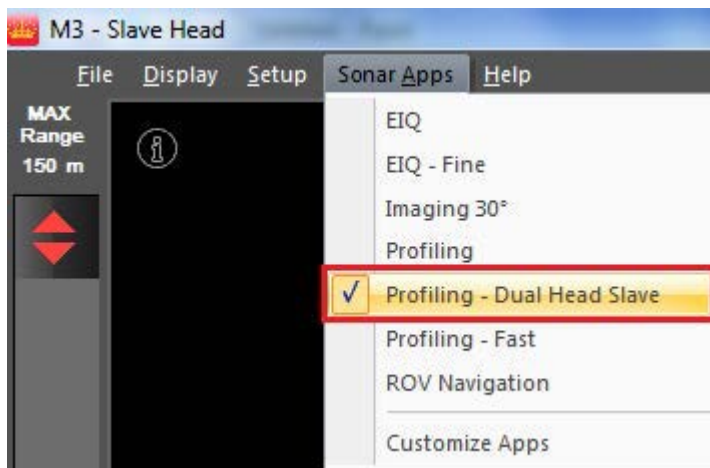 M3 - Slave Head
File Display Setup Sonar Apps Help
MAX
Range
150 m
EIQ
EIQ - Fine
Imaging 30°
Profiling
Profiling - Dual Head Slave
Profiling - Fast
ROV Navigation
Customize Apps